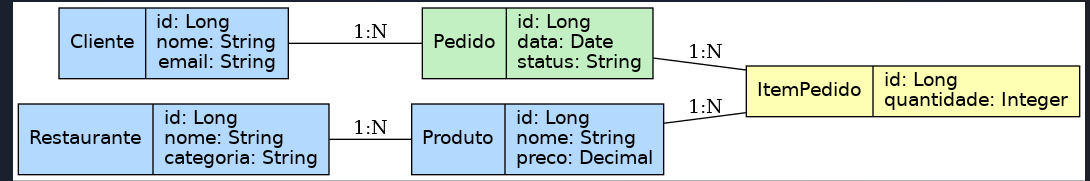 Cliente
id: Long
nome: String
email: String
1:N
Pedido
id: Long
data: Date
status: String
1:N
ItemPedido
id: Long
quantidade: Integer
Restaurante
id: Long
nome: String
categoria: String
1:N
Produto
id: Long
nome: String
preco: Decimal
1:N